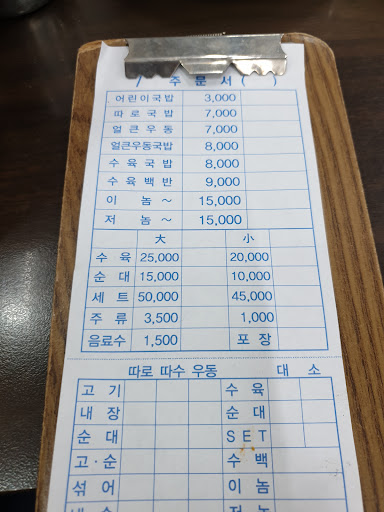 / 주 문 서 ( )
어린이국밥 3,000
따로국밥 7,000
얼큰우동 7,000
얼큰우동국밥 8,000
수육국밥 8,000
수육백반 9,000
이 놈 ~ 15,000
저 놈 ~ 15,000
大 小
수 육 25,000 20,000
순 대 15,000 10,000
세 트 50,000 45,000
주 류 3,500 1,000
음료수 1,500 포 장
따로 따수 우동 대 소
고 기 수 육
내 장 순 대
순 대 S E T
고 · 순 수 백
섞 어 이 놈